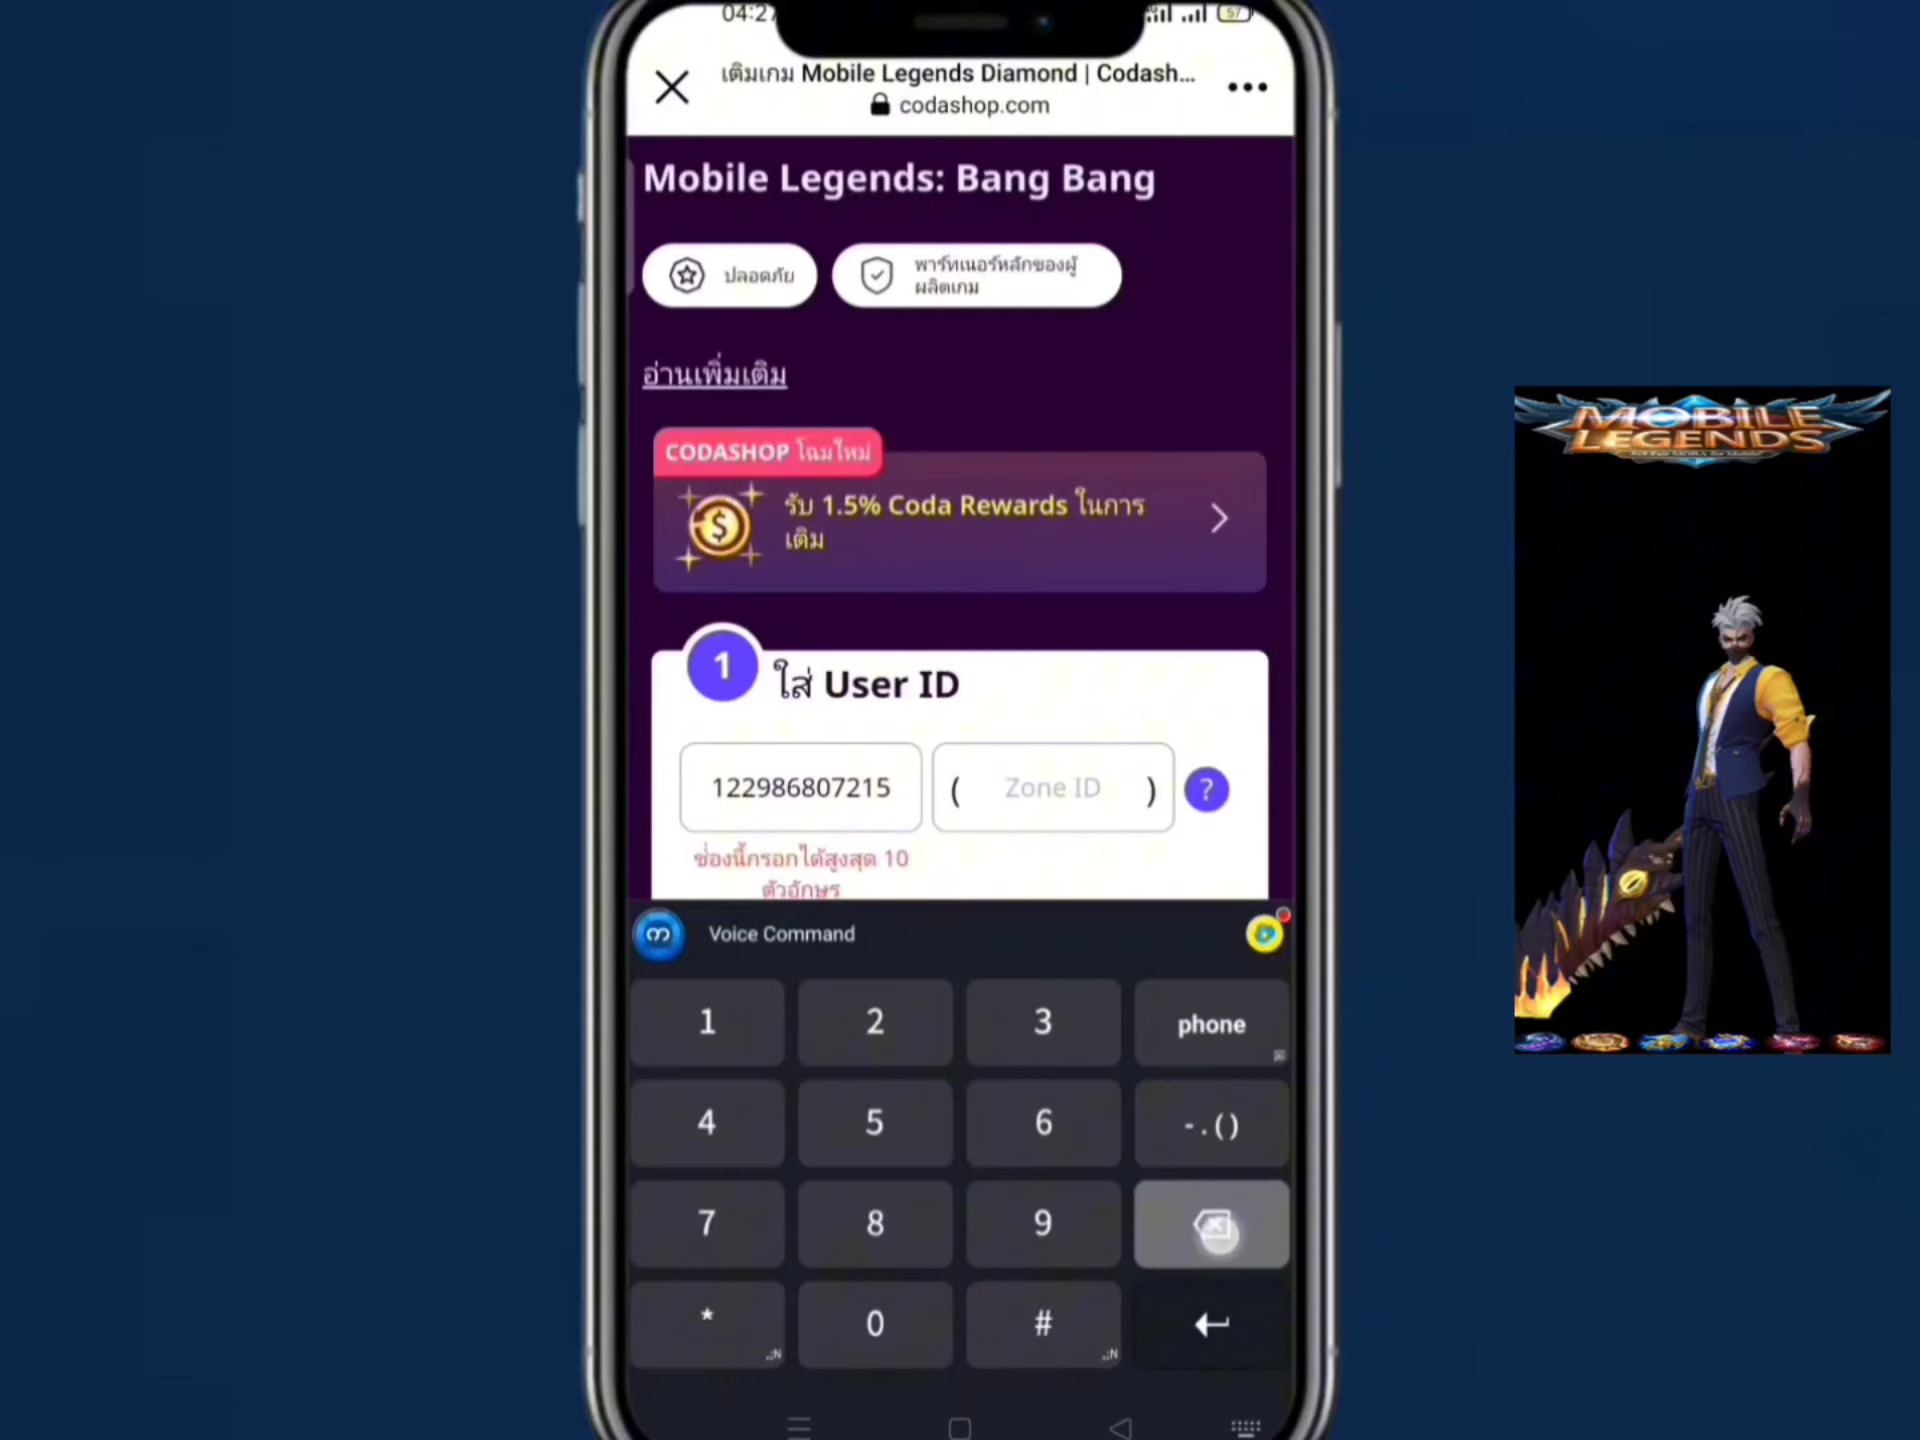 04:27
57
เติมเกม Mobile Legends Diamond | Codash...
codashop.com
Mobile Legends: Bang Bang
ปลอดภัย
พาร์ทเนอร์หลักของผู้
ผลิตเกม
อ่านเพิ่มเติม
CODASHOP โฉมใหม่
รับ 1.5% Coda Rewards ในการ
เติม
1
ใส่ User ID
122986807215
( Zone ID )
?
ช่องนี้กรอกได้สูงสุด 10
ตัวอักษร
က
Voice Command
1 2 3 phone
4 5 6 - . ( )
7 8 9
* 0 #
MOBILE
LEGENDS